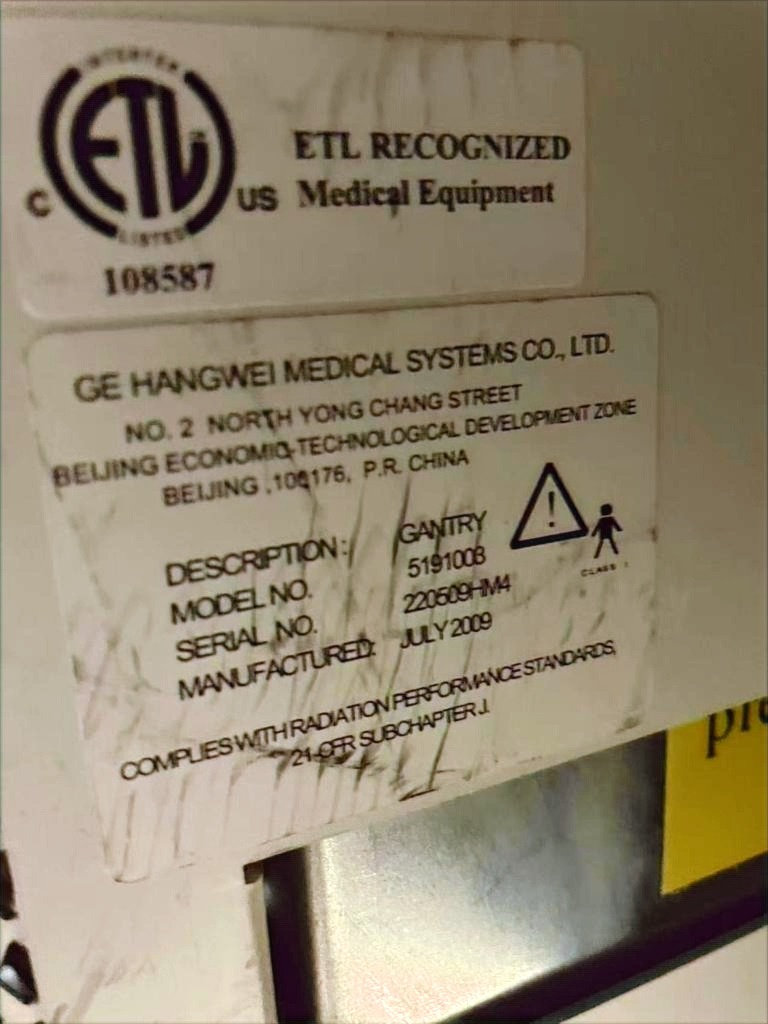 INTERTEK
ETL
C US
LISTED
108587
ETL RECOGNIZED
Medical Equipment
GE HANGWEI MEDICAL SYSTEMS CO., LTD.
NO. 2 NORTH YONG CHANG STREET
BEIJING ECONOMIC-TECHNOLOGICAL DEVELOPMENT ZONE
BEIJING ,100176, P.R. CHINA
DESCRIPTION: GANTRY
MODEL NO.
SERIAL NO. 220509HM4
MANUFACTURED: JULY 2009
CLASS 1
COMPLIES WITH RADIATION PERFORMANCE STANDARDS,
21-CFR SUBCHAPTER J.